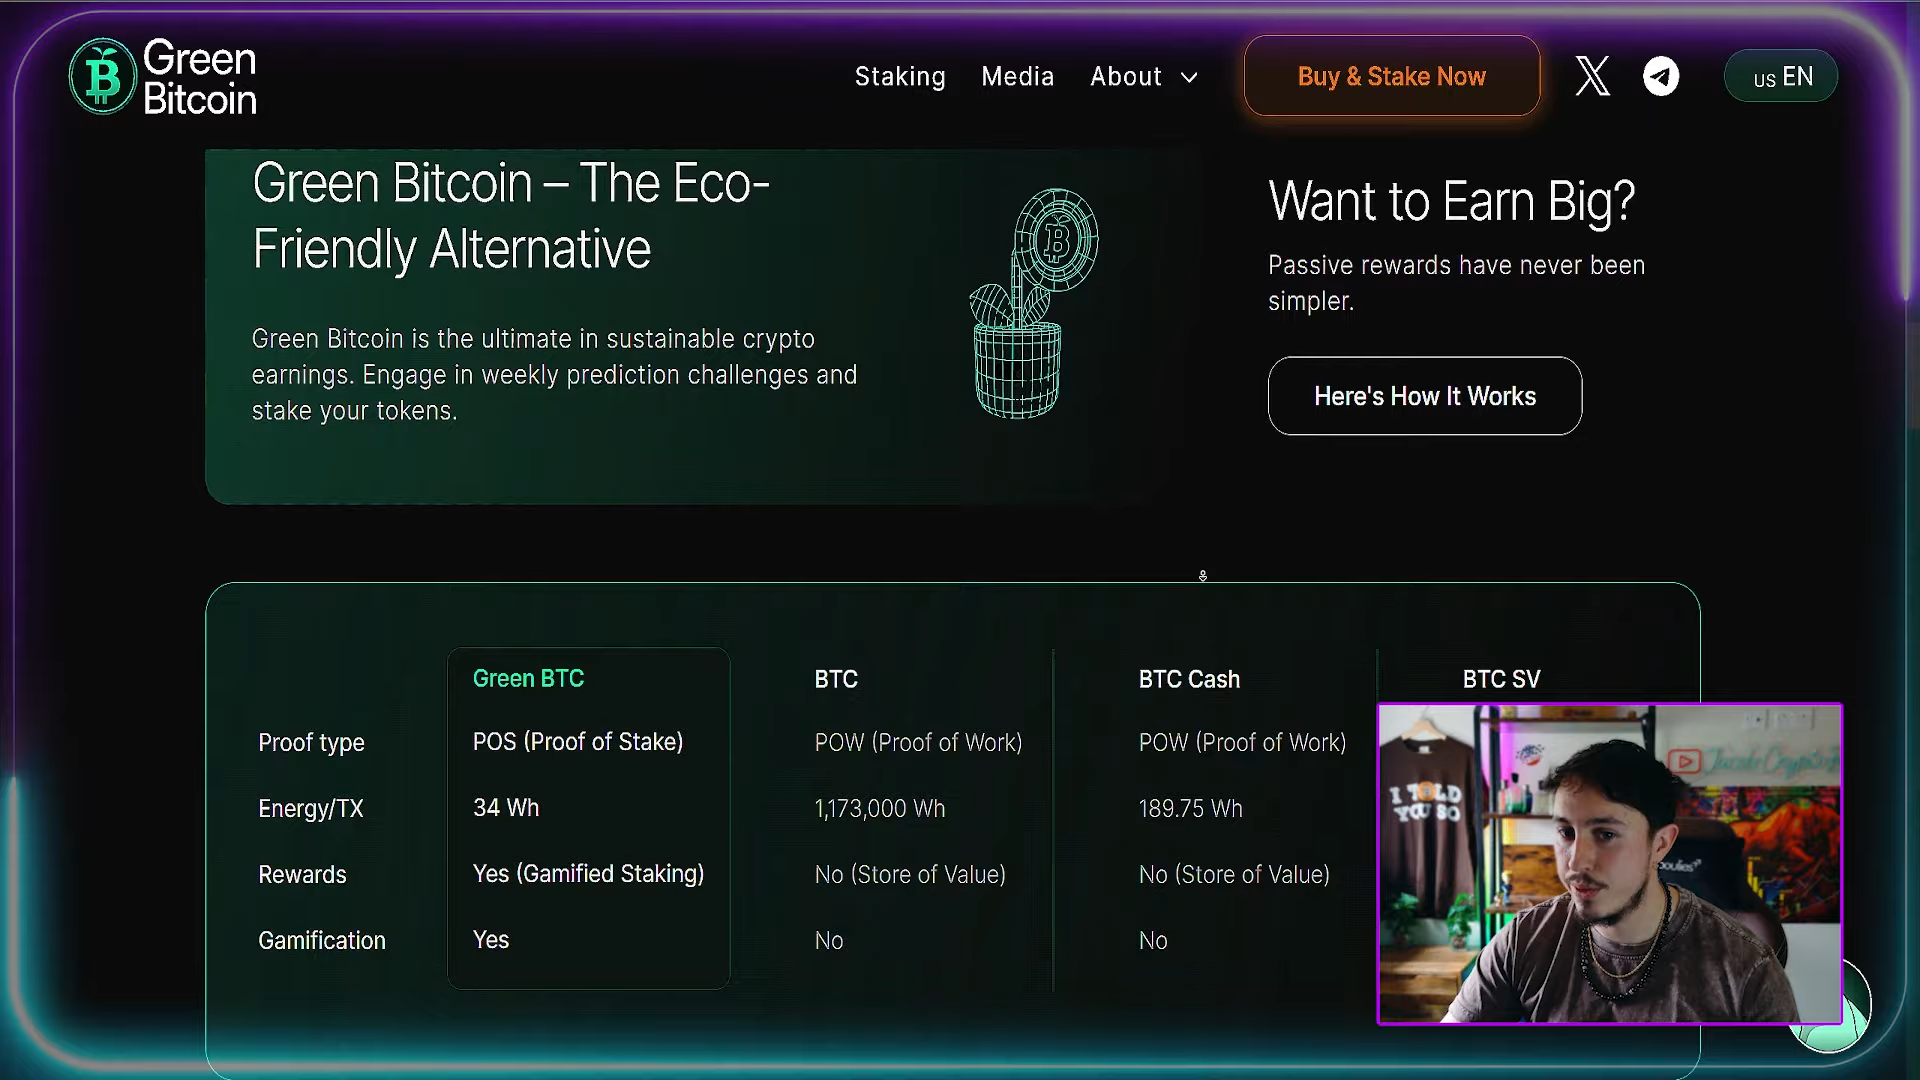 Green
Bitcoin
Staking
Media
About
Buy & Stake Now
US EN
Green Bitcoin – The Eco-
Friendly Alternative
Green Bitcoin is the ultimate in sustainable crypto
earnings. Engage in weekly prediction challenges and
stake your tokens.
Want to Earn Big?
Passive rewards have never been
simpler.
Here's How It Works
Green BTC
BTC
BTC Cash
BTC SV
Proof type
POS (Proof of Stake)
POW (Proof of Work)
POW (Proof of Work)
Energy/TX
34 Wh
1,173,000 Wh
189.75 Wh
Rewards
Yes (Gamified Staking)
No (Store of Value)
No (Store of Value)
Gamification
Yes
No
No
I TOLD
YOU SO